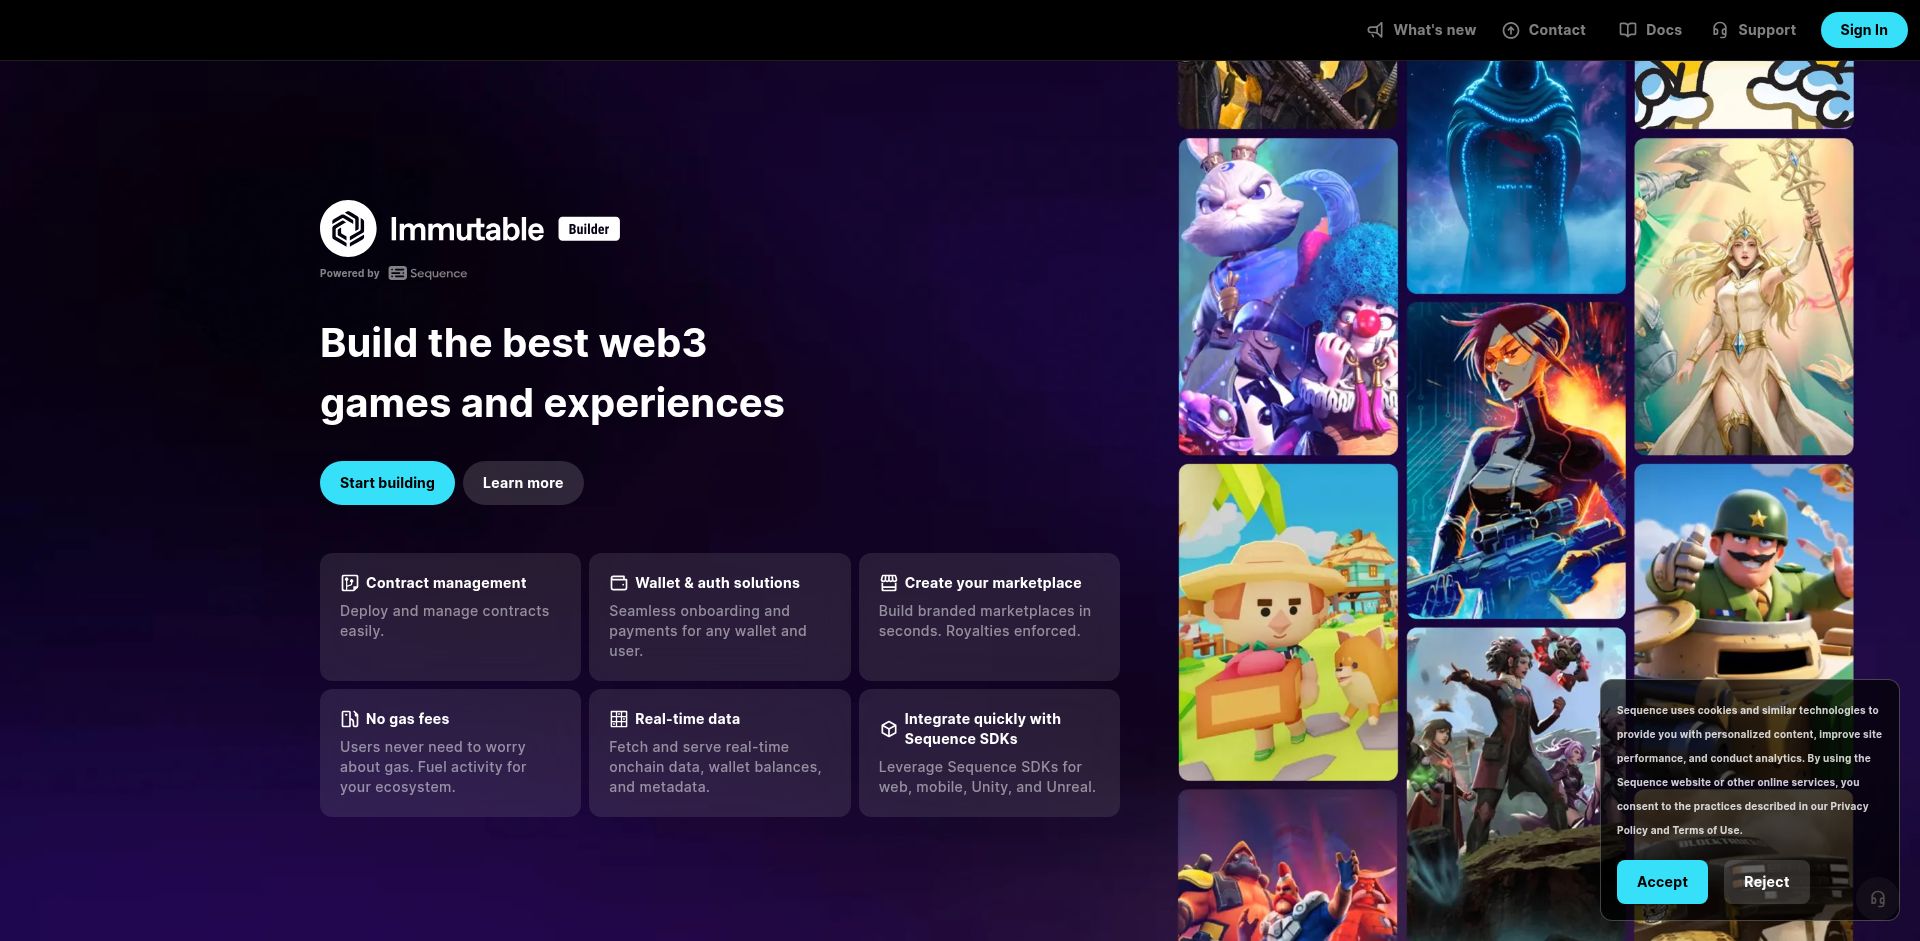 What's new
Contact
Docs
Support
Sign In
Immutable
Builder
Powered by Sequence
Build the best web3
games and experiences
Start building
Learn more
Contract management
Deploy and manage contracts
easily.
Wallet & auth solutions
Seamless onboarding and
payments for any wallet and
user.
Create your marketplace
Build branded marketplaces in
seconds. Royalties enforced.
No gas fees
Users never need to worry
about gas. Fuel activity for
your ecosystem.
Real-time data
Fetch and serve real-time
onchain data, wallet balances,
and metadata.
Integrate quickly with
Sequence SDKs
Leverage Sequence SDKs for
web, mobile, Unity, and Unreal.
Sequence uses cookies and similar technologies to
provide you with personalized content, improve site
performance, and conduct analytics. By using the
Sequence website or other online services, you
consent to the practices described in our Privacy
Policy and Terms of Use.
Accept
Reject